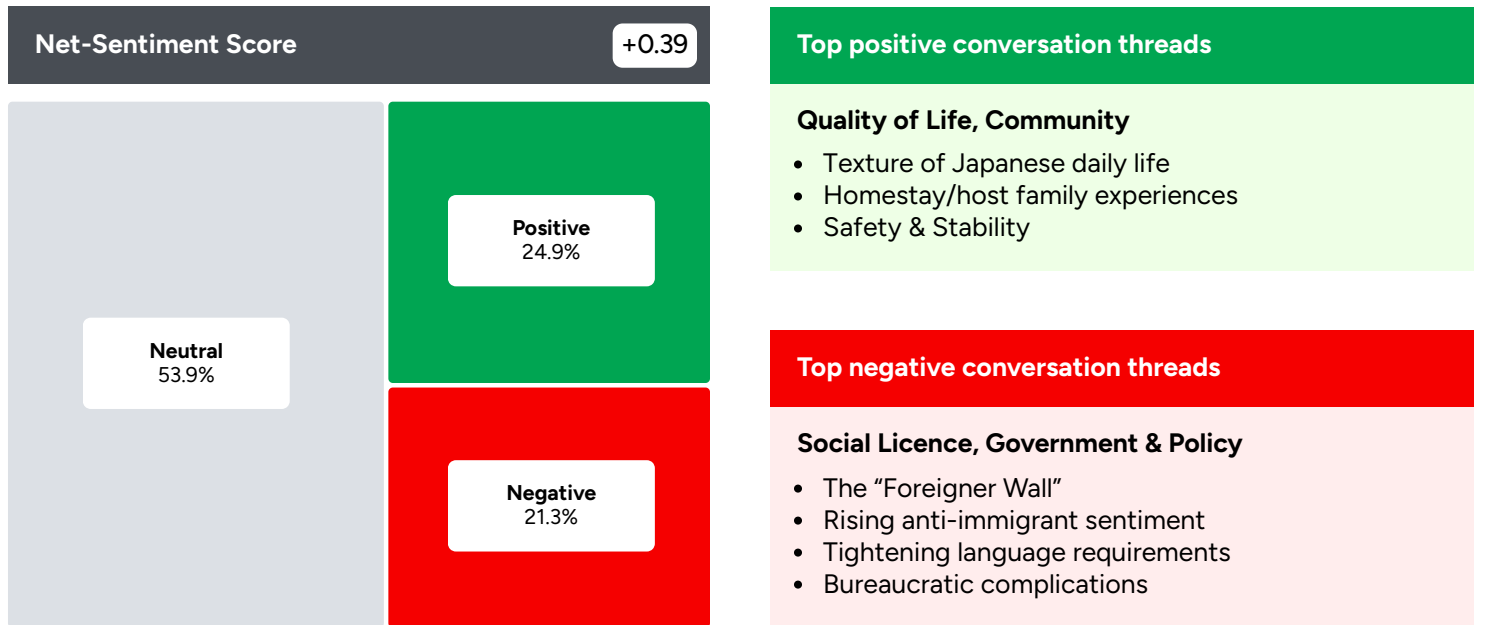 Net-Sentiment Score
+0.39
Neutral
53.9%
Positive
24.9%
Negative
21.3%
Top positive conversation threads
Quality of Life, Community
• Texture of Japanese daily life
• Homestay/host family experiences
• Safety & Stability
Top negative conversation threads
Social Licence, Government & Policy
• The “Foreigner Wall”
• Rising anti-immigrant sentiment
• Tightening language requirements
• Bureaucratic complications